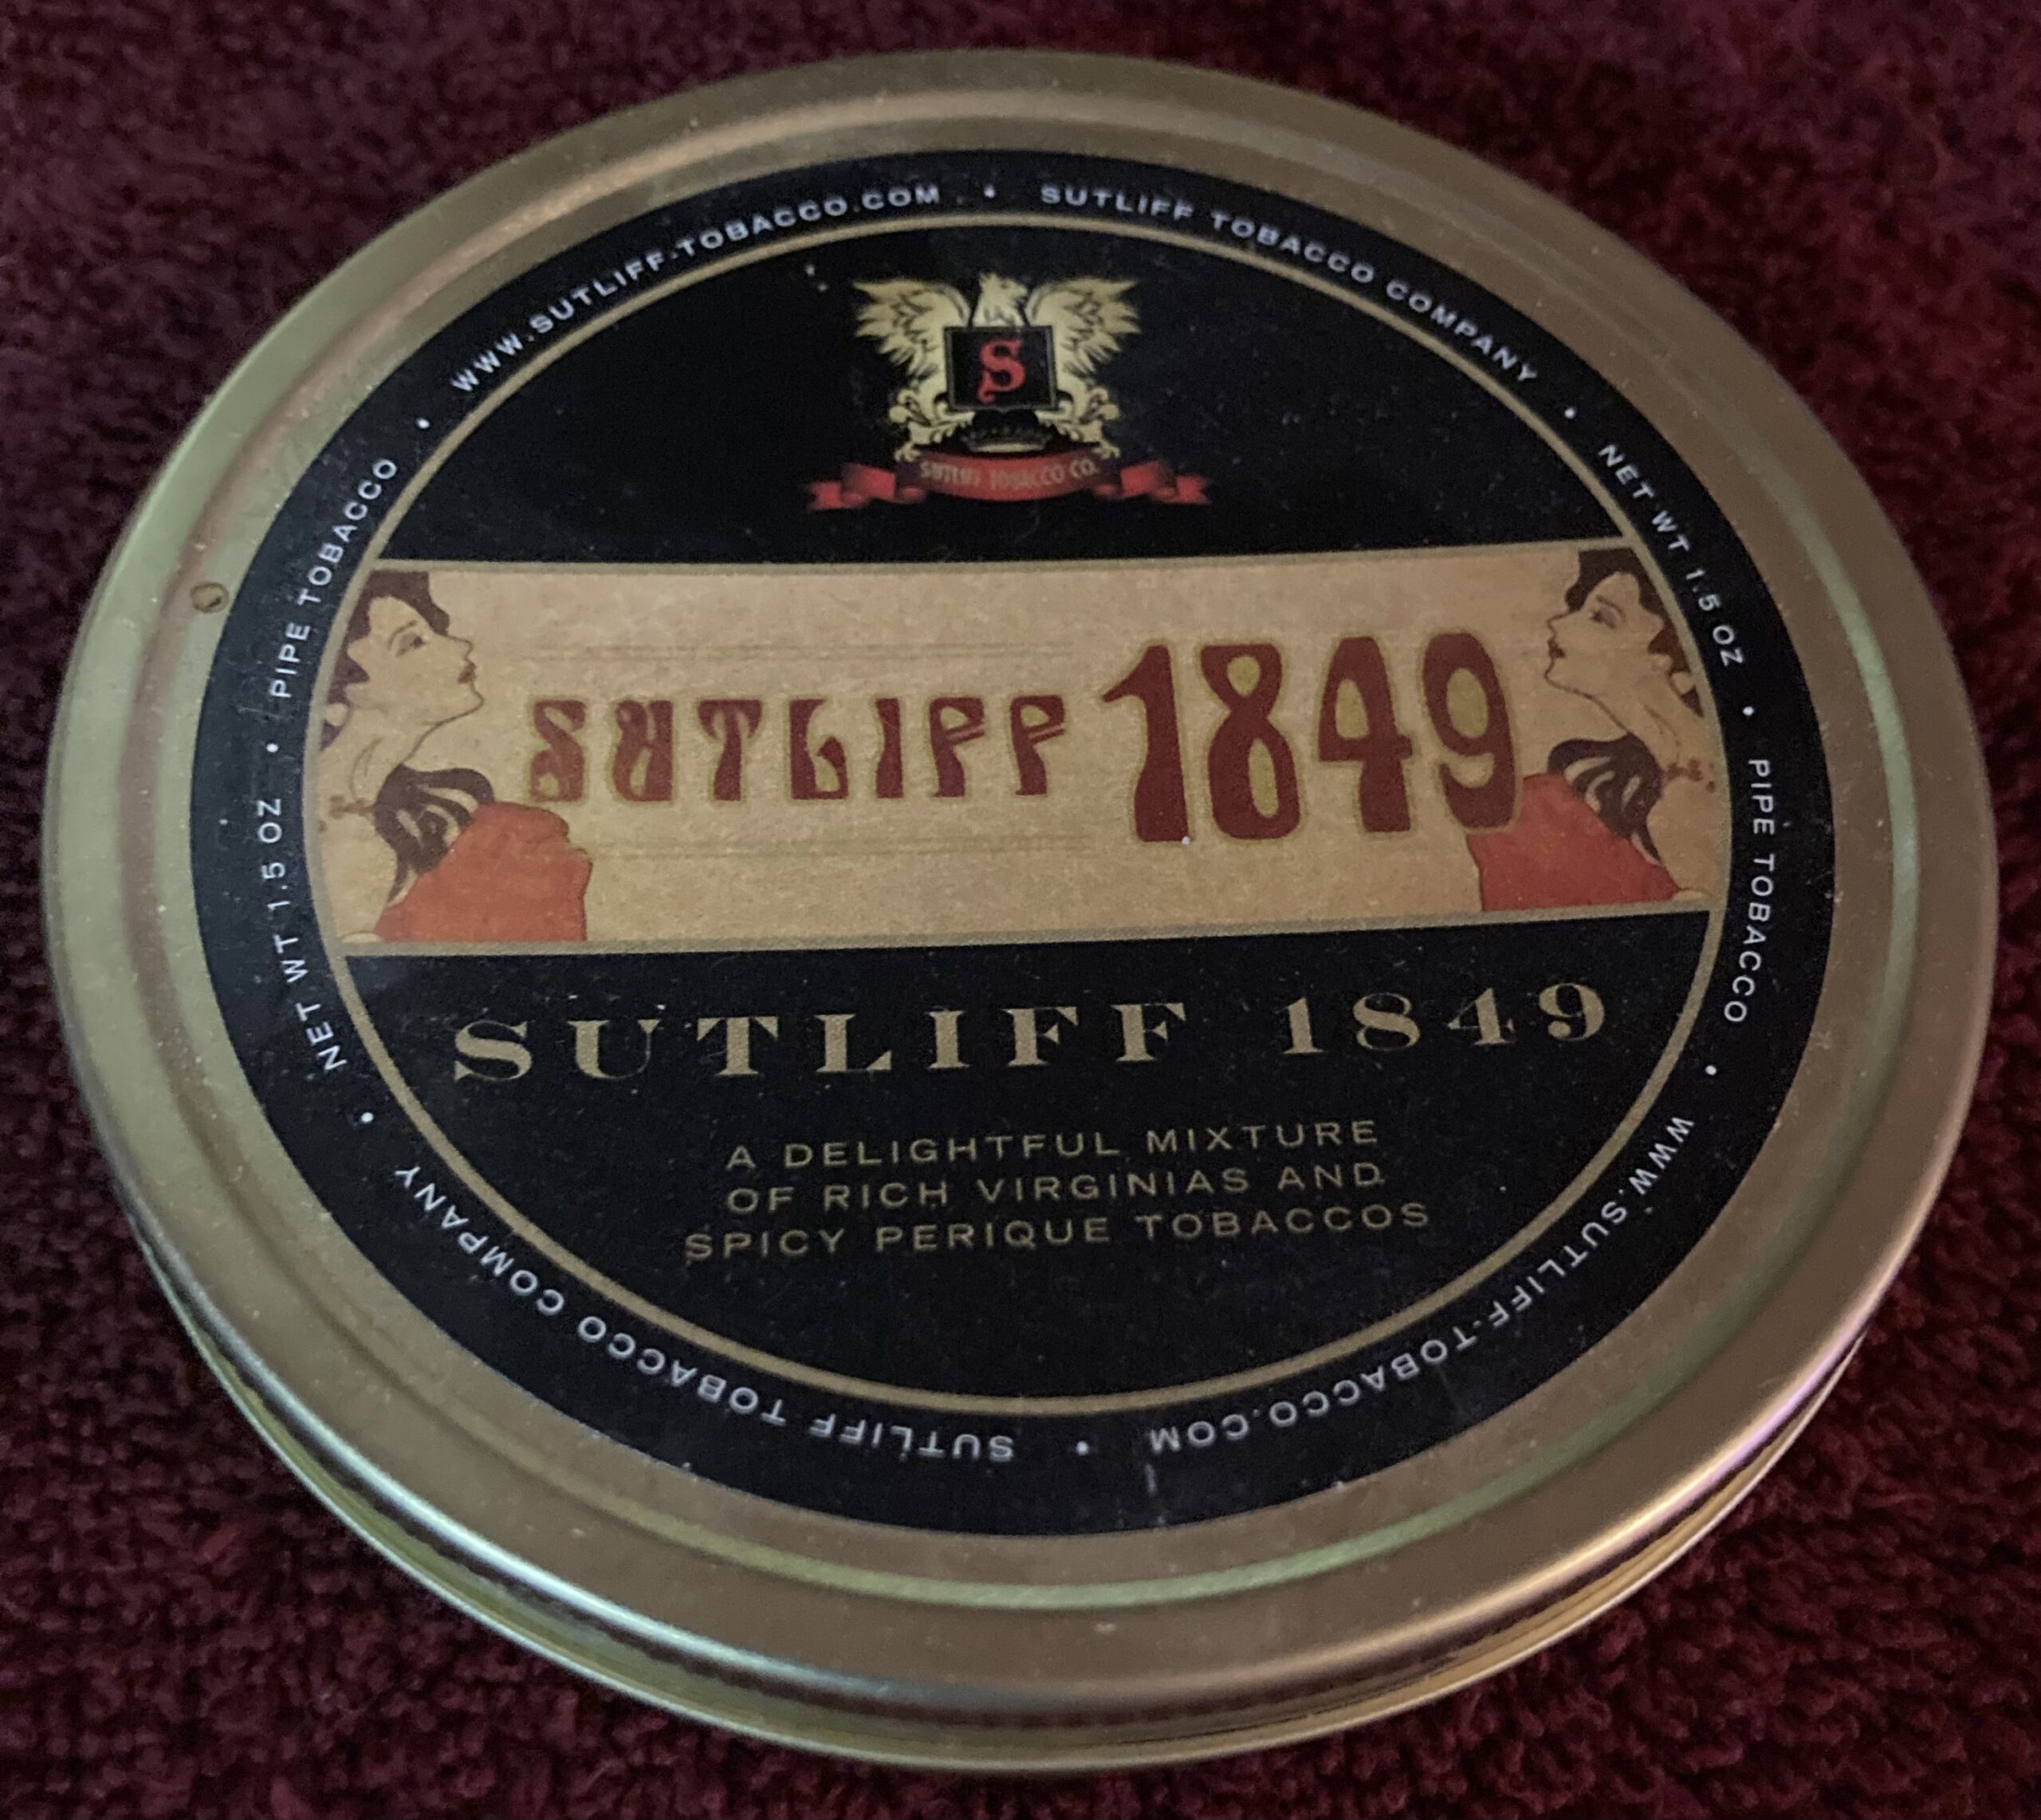 WWW.SUTLIFF-TOBACCO.COM • SUTLIFF TOBACCO COMPANY • NET WT 1.5 OZ • PIPE TOBACCO • WWW.SUTLIFF-TOBACCO.COM • SUTLIFF TOBACCO COMPANY • NET WT 1.5 OZ • PIPE TOBACCO •
S
SUTLIFF TOBACCO CO.
SUTLIFF 1849
SUTLIFF 1849
A DELIGHTFUL MIXTURE
OF RICH VIRGINIAS AND
SPICY PERIQUE TOBACCOS